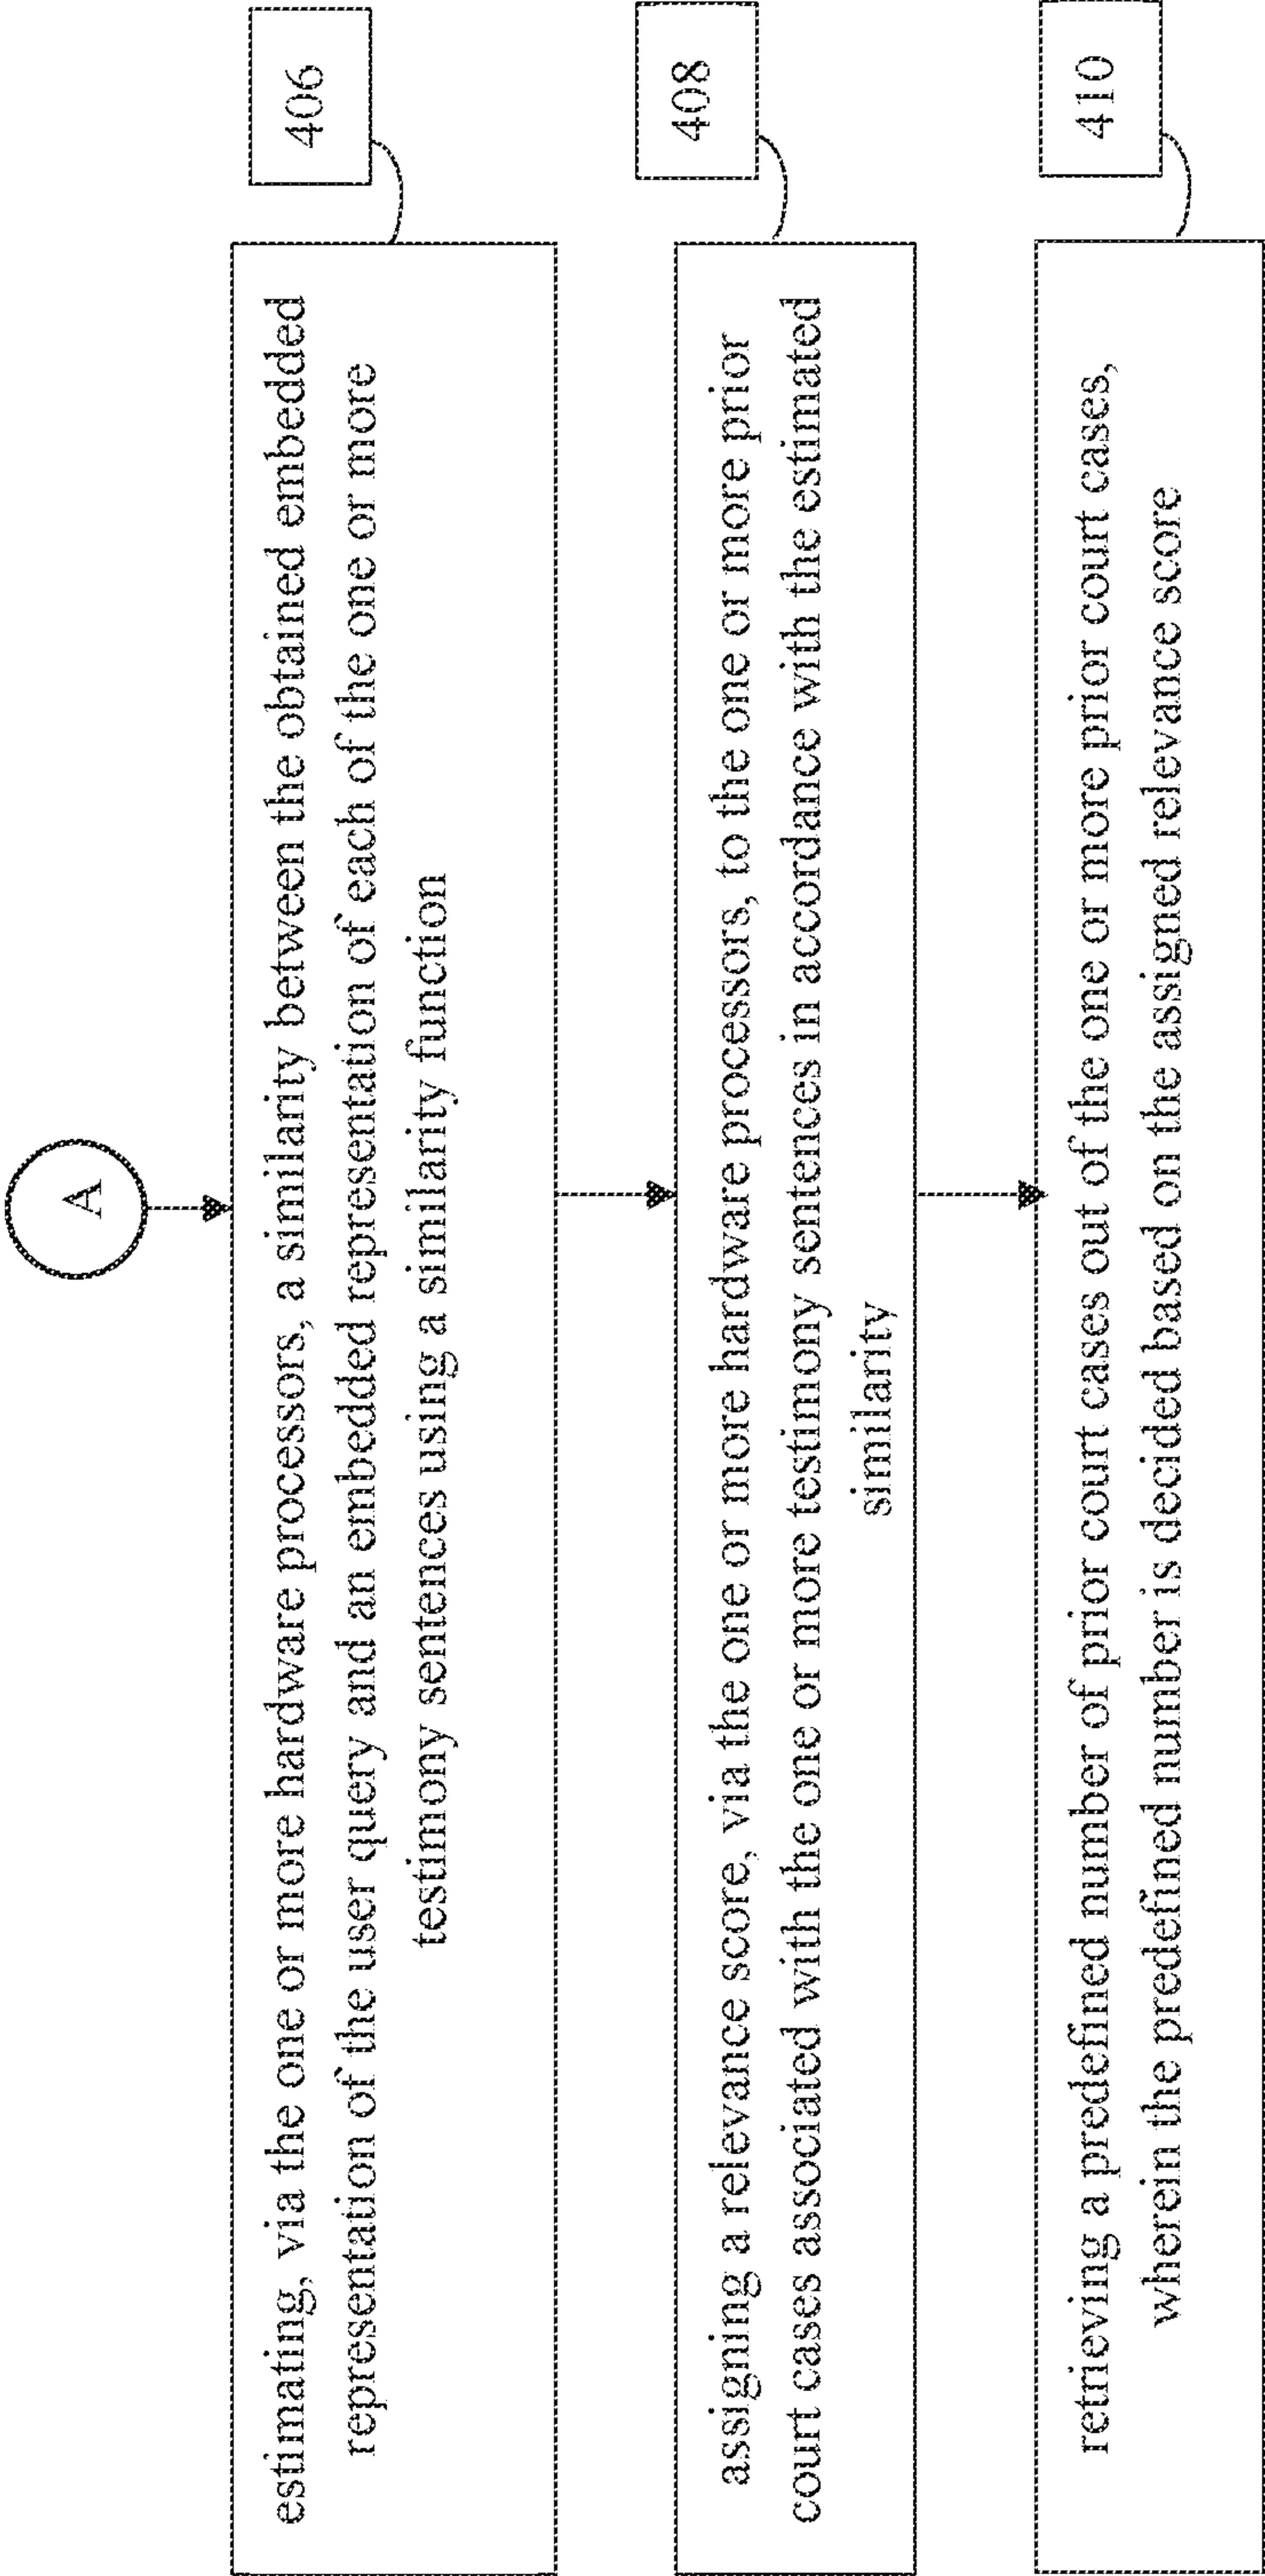 A
estimating, via the one or more hardware processors, a similarity between the obtained embedded
representation of the user query and an embedded representation of each of the one or more
testimony sentences using a similarity function
406
assigning a relevance score, via the one or more hardware processors, to the one or more prior
court cases associated with the one or more testimony sentences in accordance with the estimated
similarity
408
retrieving a predefined number of prior court cases out of the one or more prior court cases,
wherein the predefined number is decided based on the assigned relevance score
410